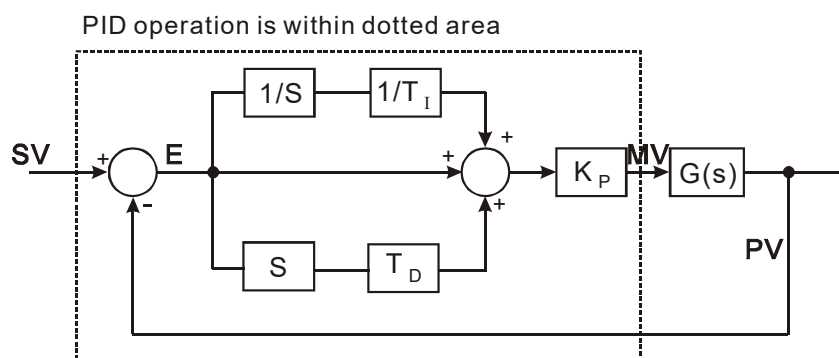 PID operation is within dotted area
1/S
1/T I
+
SV
+
E
+
MV
K P
G(s)
-
+
PV
S
T D